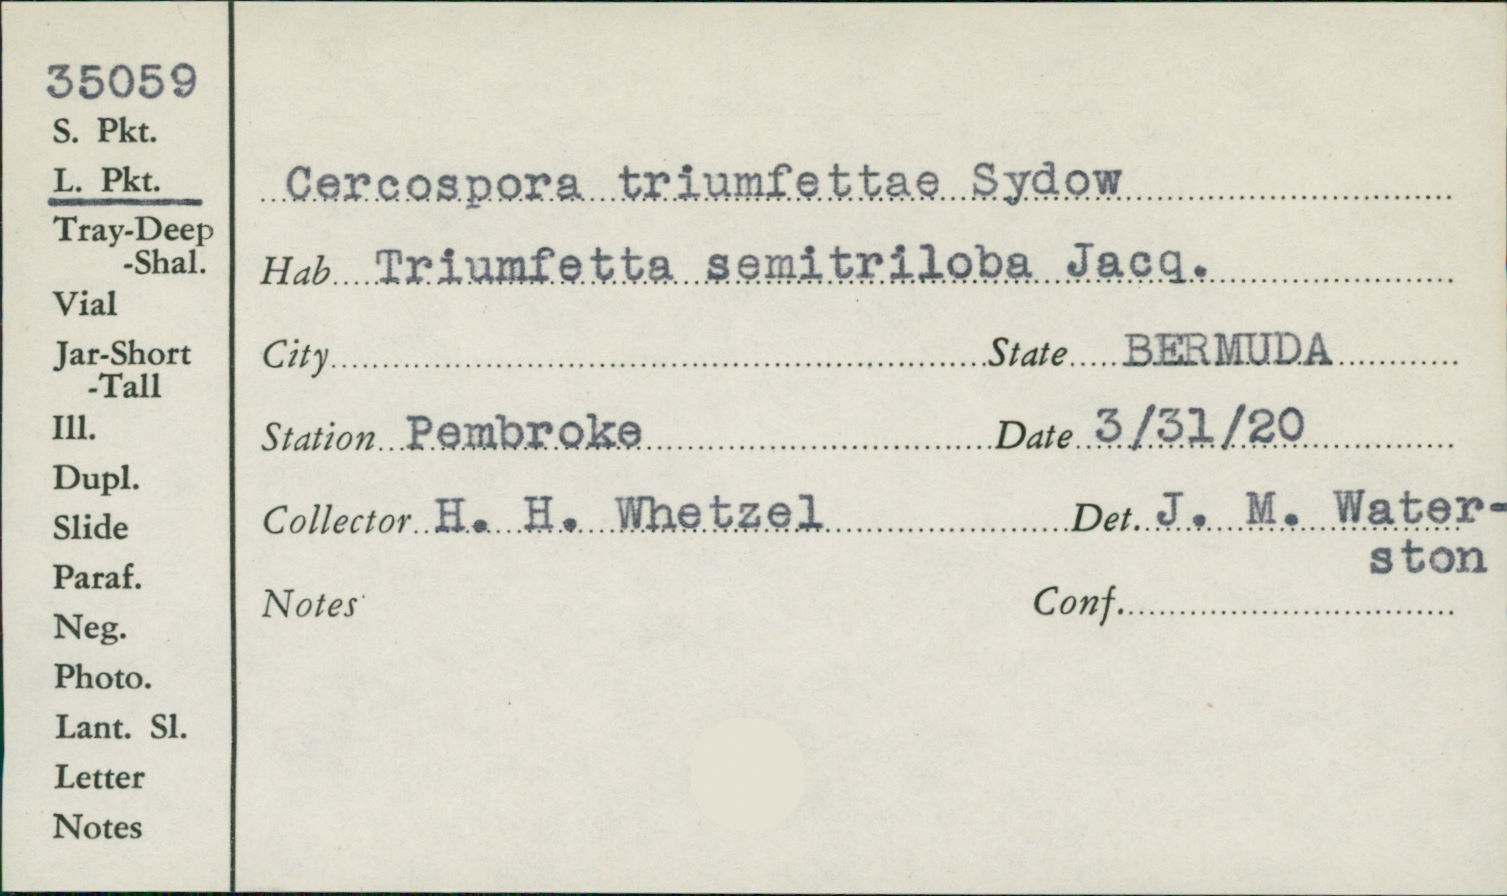 35059
S. Pkt.
L. Pkt.
Tray-Deep
-Shal.
Vial
Jar-Short
-Tall
Ill.
Dupl.
Slide
Paraf.
Neg.
Photo.
Lant. Sl.
Letter
Notes
Cercospora triumfettae Sydow
Hab Triumfetta semitriloba Jacq.
City State BERMUDA
Station Pembroke Date 3/31/20
Collector H. H. Whetzel Det. J. M. Water-
ston
Notes Conf.